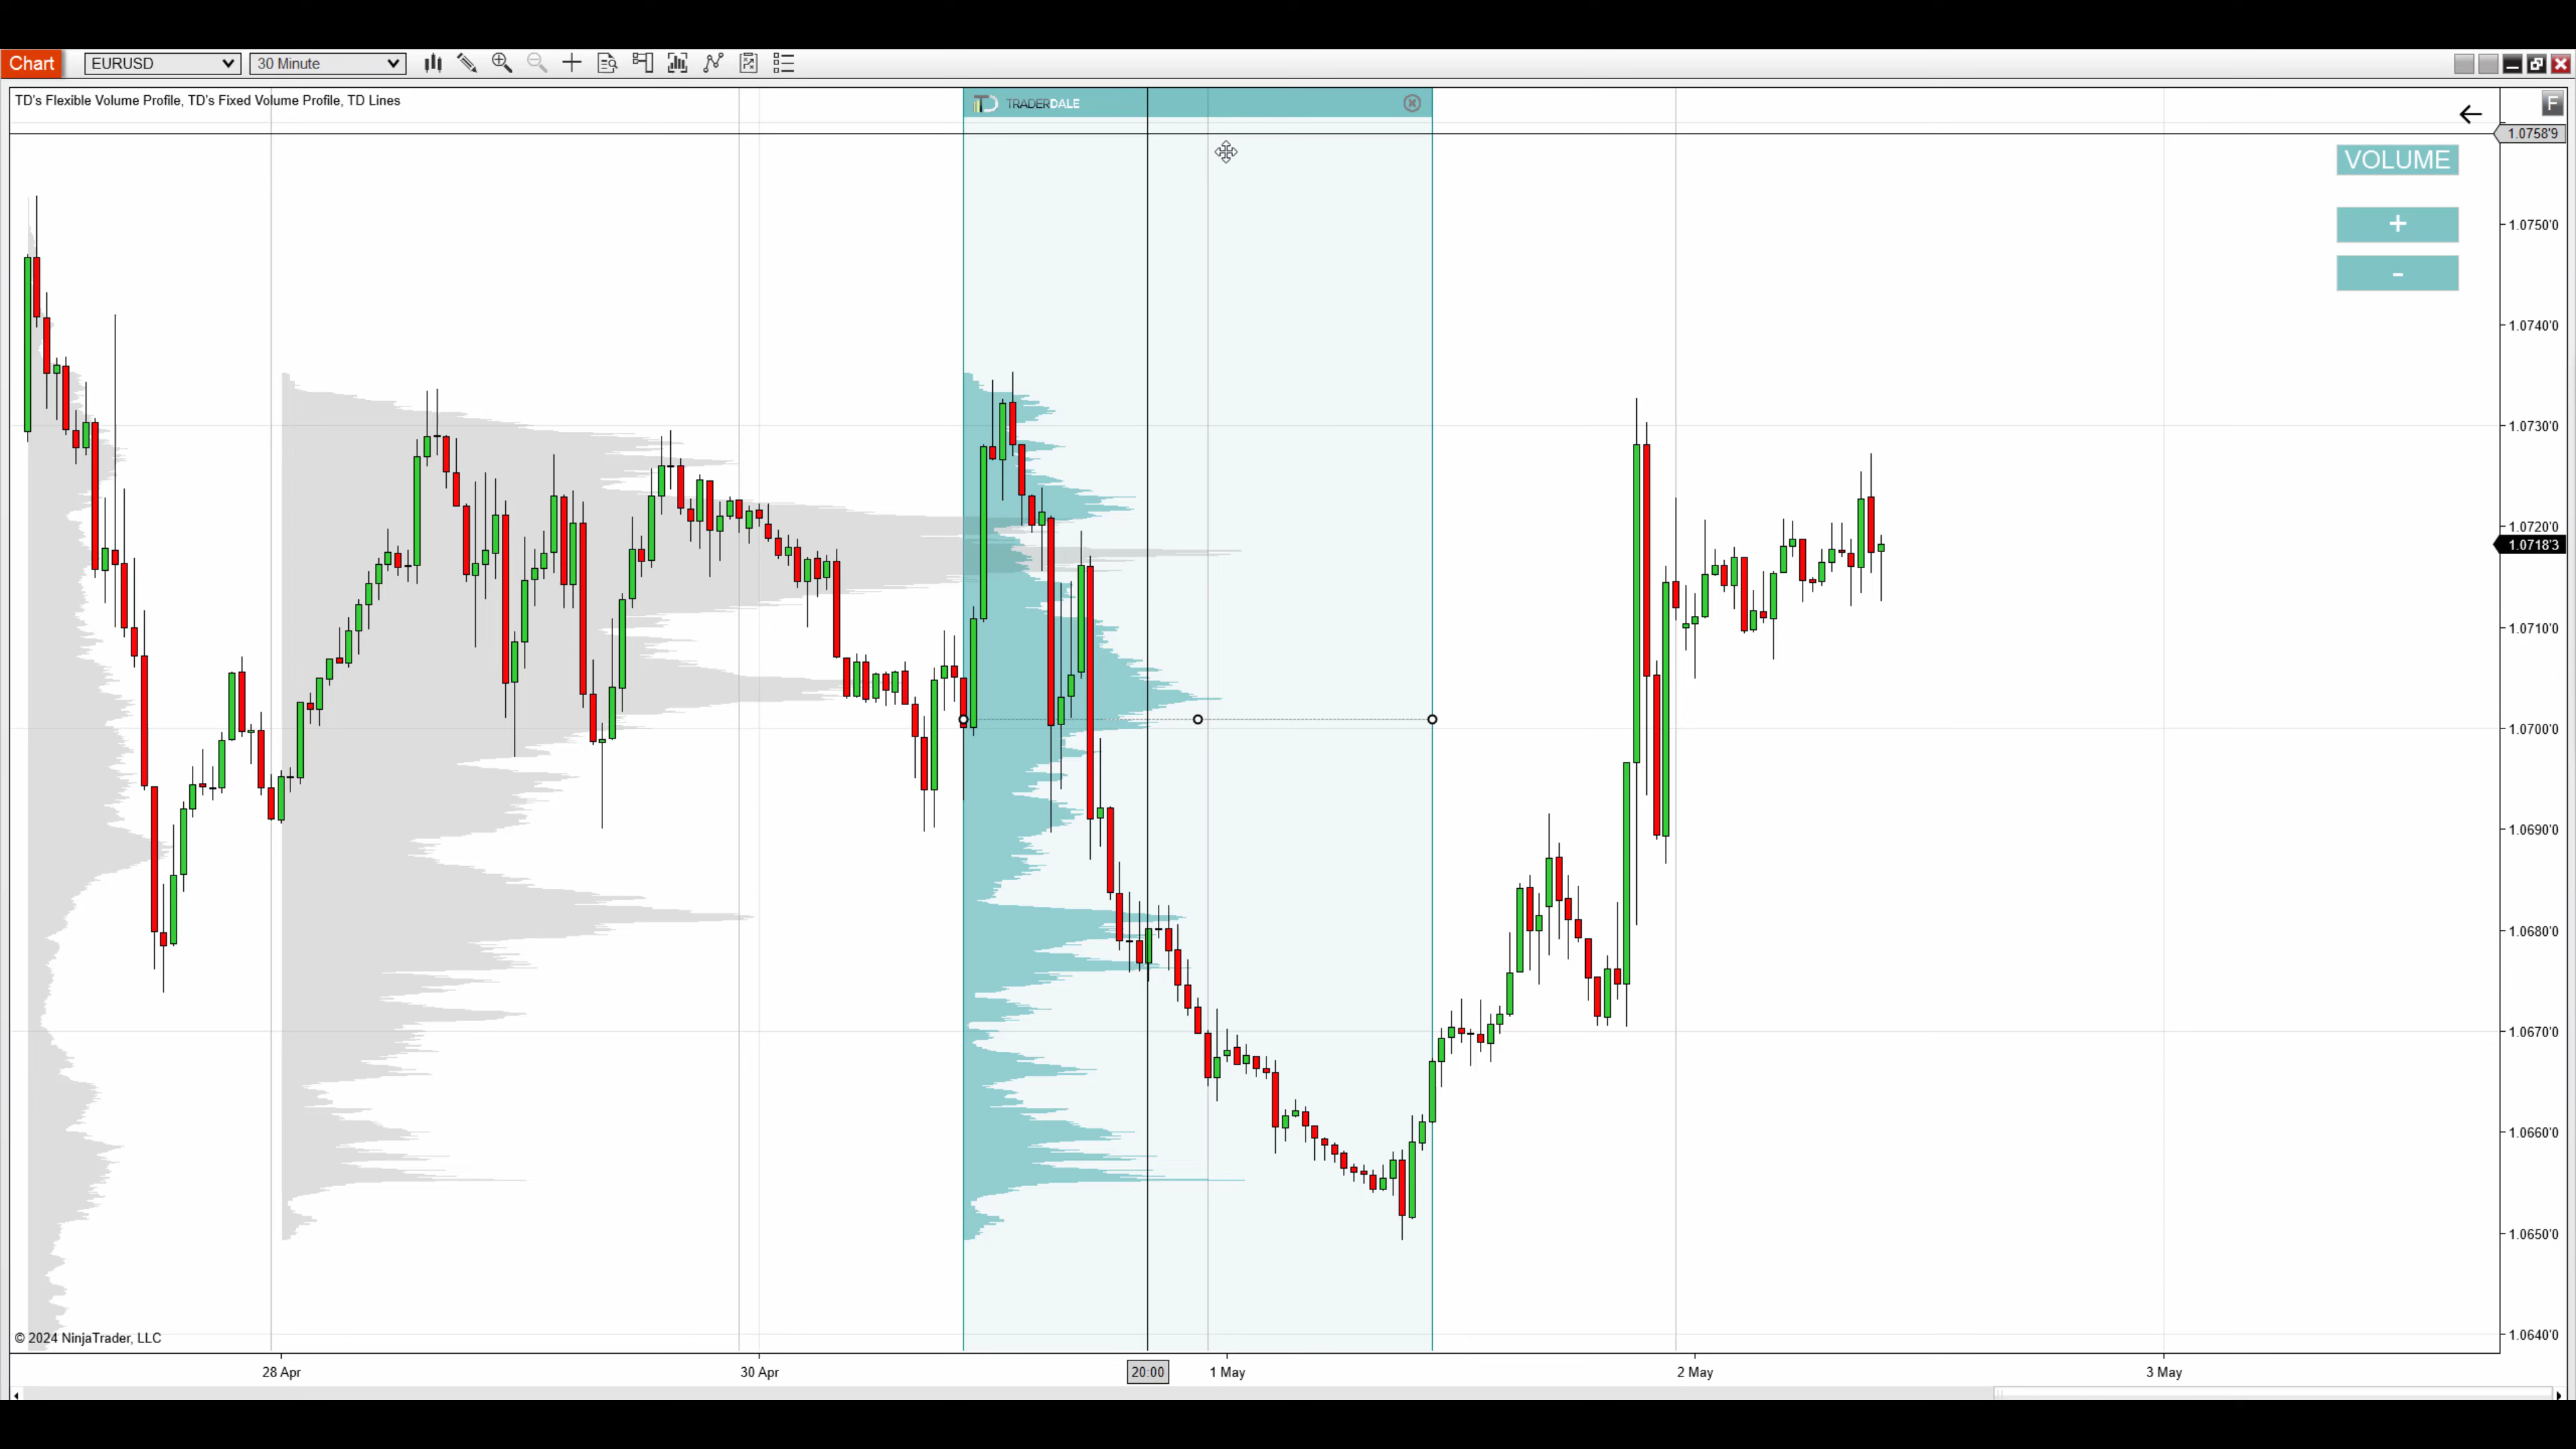 Chart EURUSD 30 Minute
TD's Flexible Volume Profile, TD's Fixed Volume Profile, TD Lines
TD TRADERDALE
F
1.0758'9
VOLUME
+
-
1.0750'0
1.0740'0
1.0730'0
1.0720'0
1.0718'3
1.0710'0
1.0700'0
1.0690'0
1.0680'0
1.0670'0
1.0660'0
1.0650'0
1.0640'0
© 2024 NinjaTrader, LLC
28 Apr 30 Apr 20:00 1 May 2 May 3 May